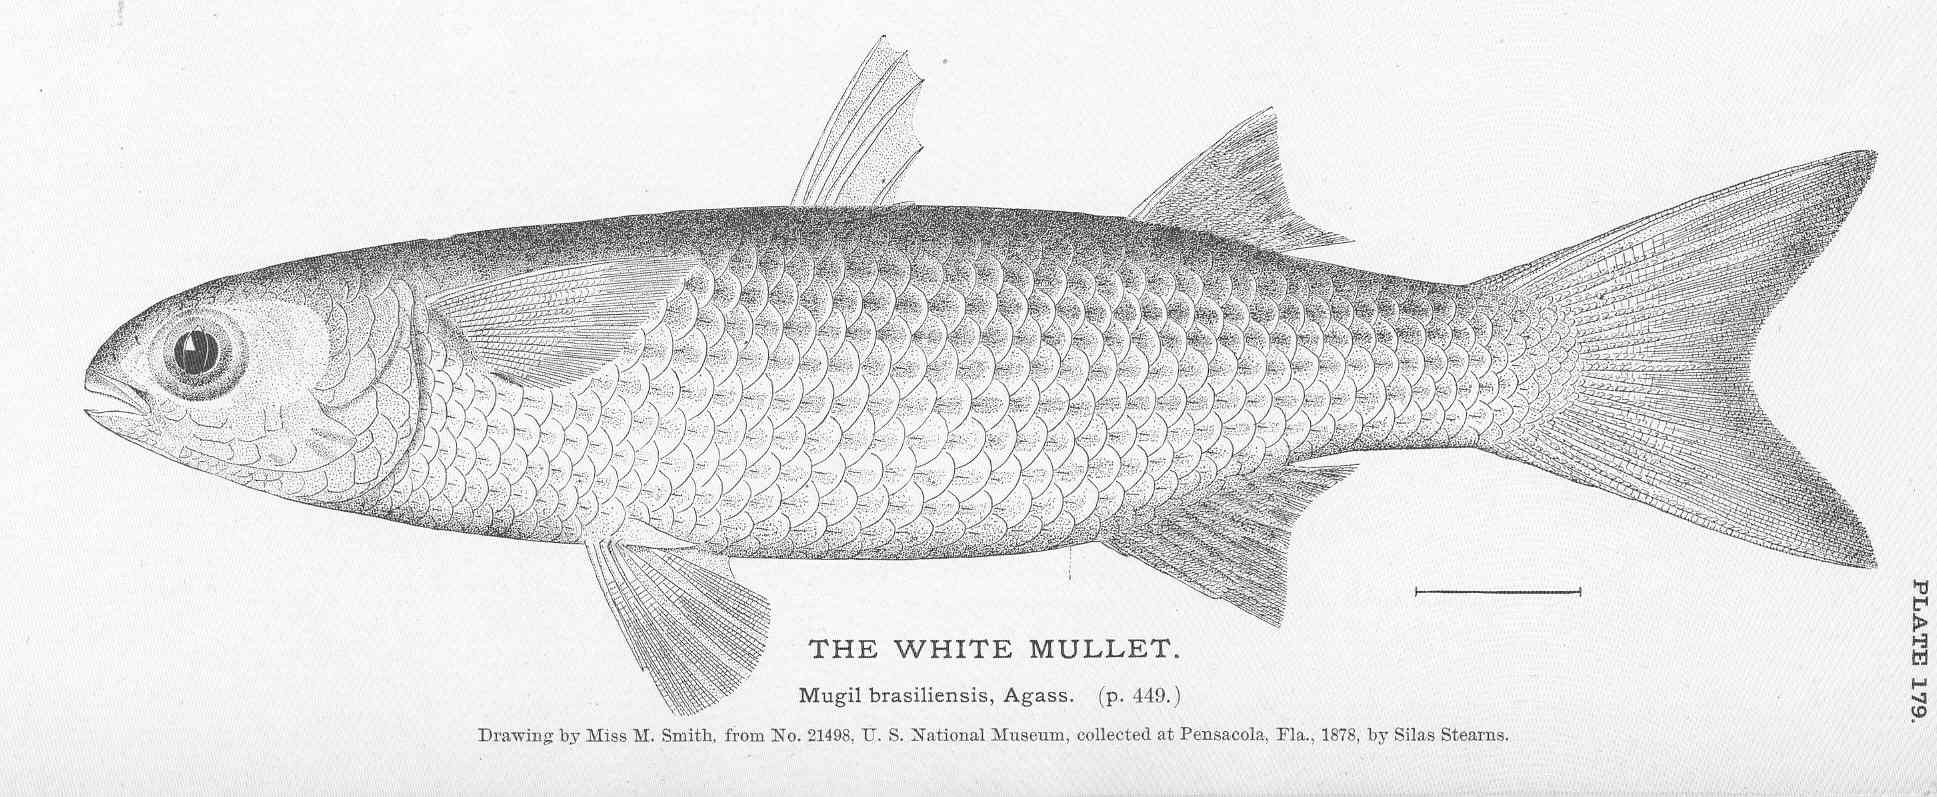 THE WHITE MULLET.
Mugil brasiliensis, Agass. (p. 449.)
Drawing by Miss M. Smith, from No. 21498, U. S. National Museum, collected at Pensacola, Fla., 1878, by Silas Stearns.
PLATE 179.